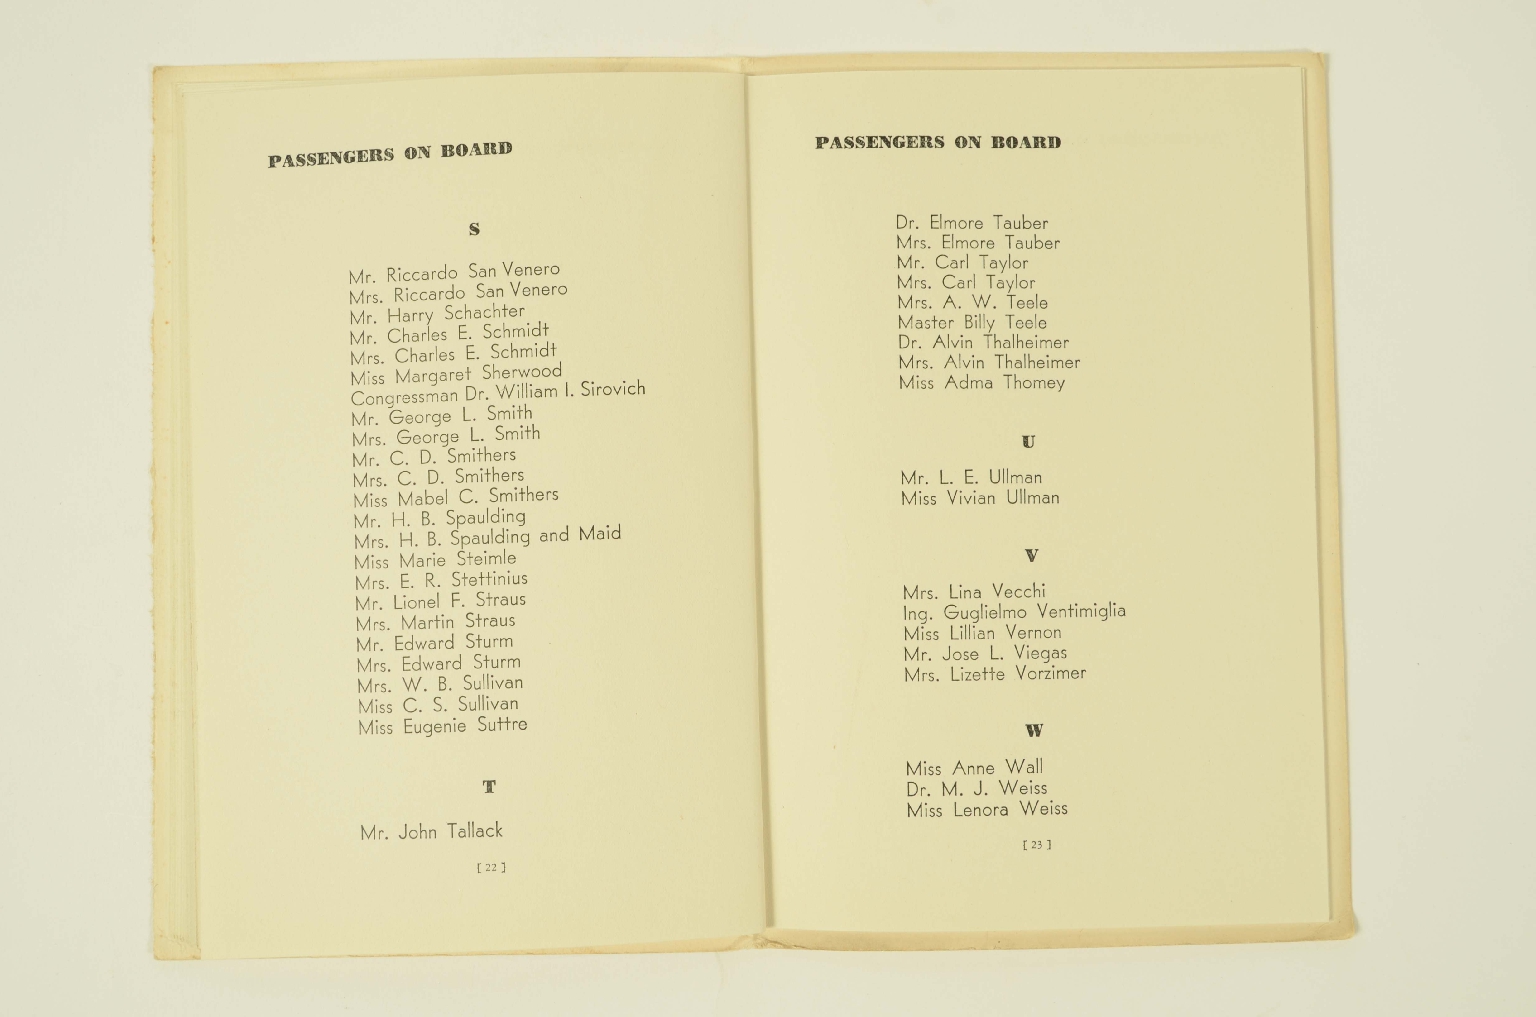 PASSENGERS ON BOARD
S
Mr. Riccardo San Venero
Mrs. Riccardo San Venero
Mr. Harry Schachter
Mr. Charles E. Schmidt
Mrs. Charles E. Schmidt
Miss Margaret Sherwood
Congressman Dr. William I. Sirovich
Mr. George L. Smith
Mrs. George L. Smith
Mr. C. D. Smithers
Mrs. C. D. Smithers
Miss Mabel C. Smithers
Mr. H. B. Spaulding
Mrs. H. B. Spaulding and Maid
Miss Marie Steimle
Mrs. E. R. Stettinius
Mr. Lionel F. Straus
Mrs. Martin Straus
Mr. Edward Sturm
Mrs. Edward Sturm
Mrs. W. B. Sullivan
Miss C. S. Sullivan
Miss Eugenie Suttre
T
Mr. John Tallack
[ 22 ]
PASSENGERS ON BOARD
Dr. Elmore Tauber
Mrs. Elmore Tauber
Mr. Carl Taylor
Mrs. Carl Taylor
Mrs. A. W. Teele
Master Billy Teele
Dr. Alvin Thalheimer
Mrs. Alvin Thalheimer
Miss Adma Thomey
U
Mr. L. E. Ullman
Miss Vivian Ullman
V
Mrs. Lina Vecchi
Ing. Guglielmo Ventimiglia
Miss Lillian Vernon
Mr. Jose L. Viegas
Mrs. Lizette Vorzimer
W
Miss Anne Wall
Dr. M. J. Weiss
Miss Lenora Weiss
[ 23 ]